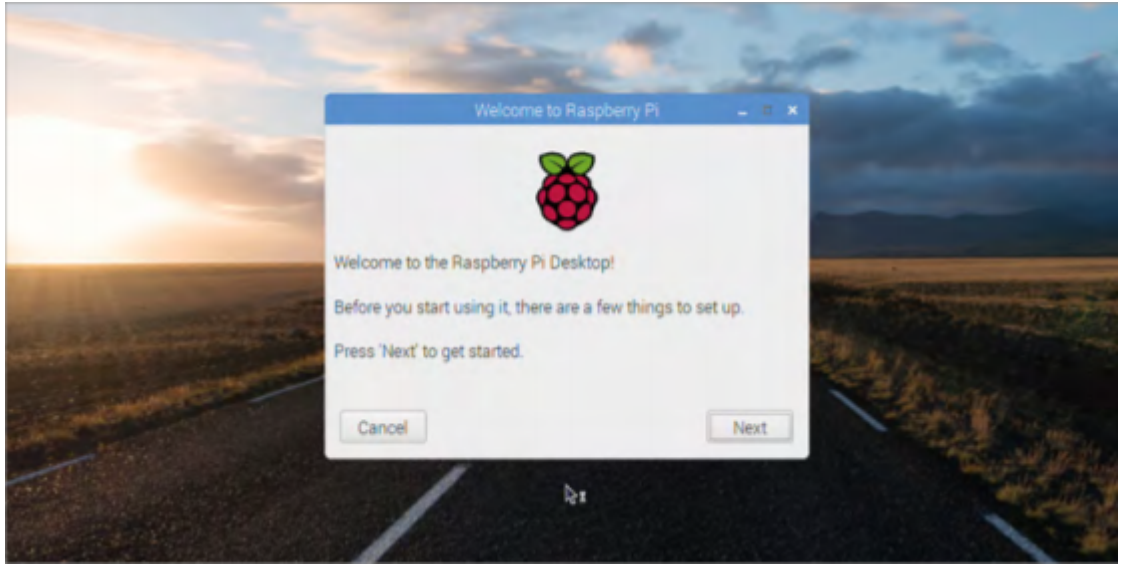 Welcome to Raspberry Pi
Welcome to the Raspberry Pi Desktop!
Before you start using it, there are a few things to set up.
Press 'Next' to get started.
Cancel
Next